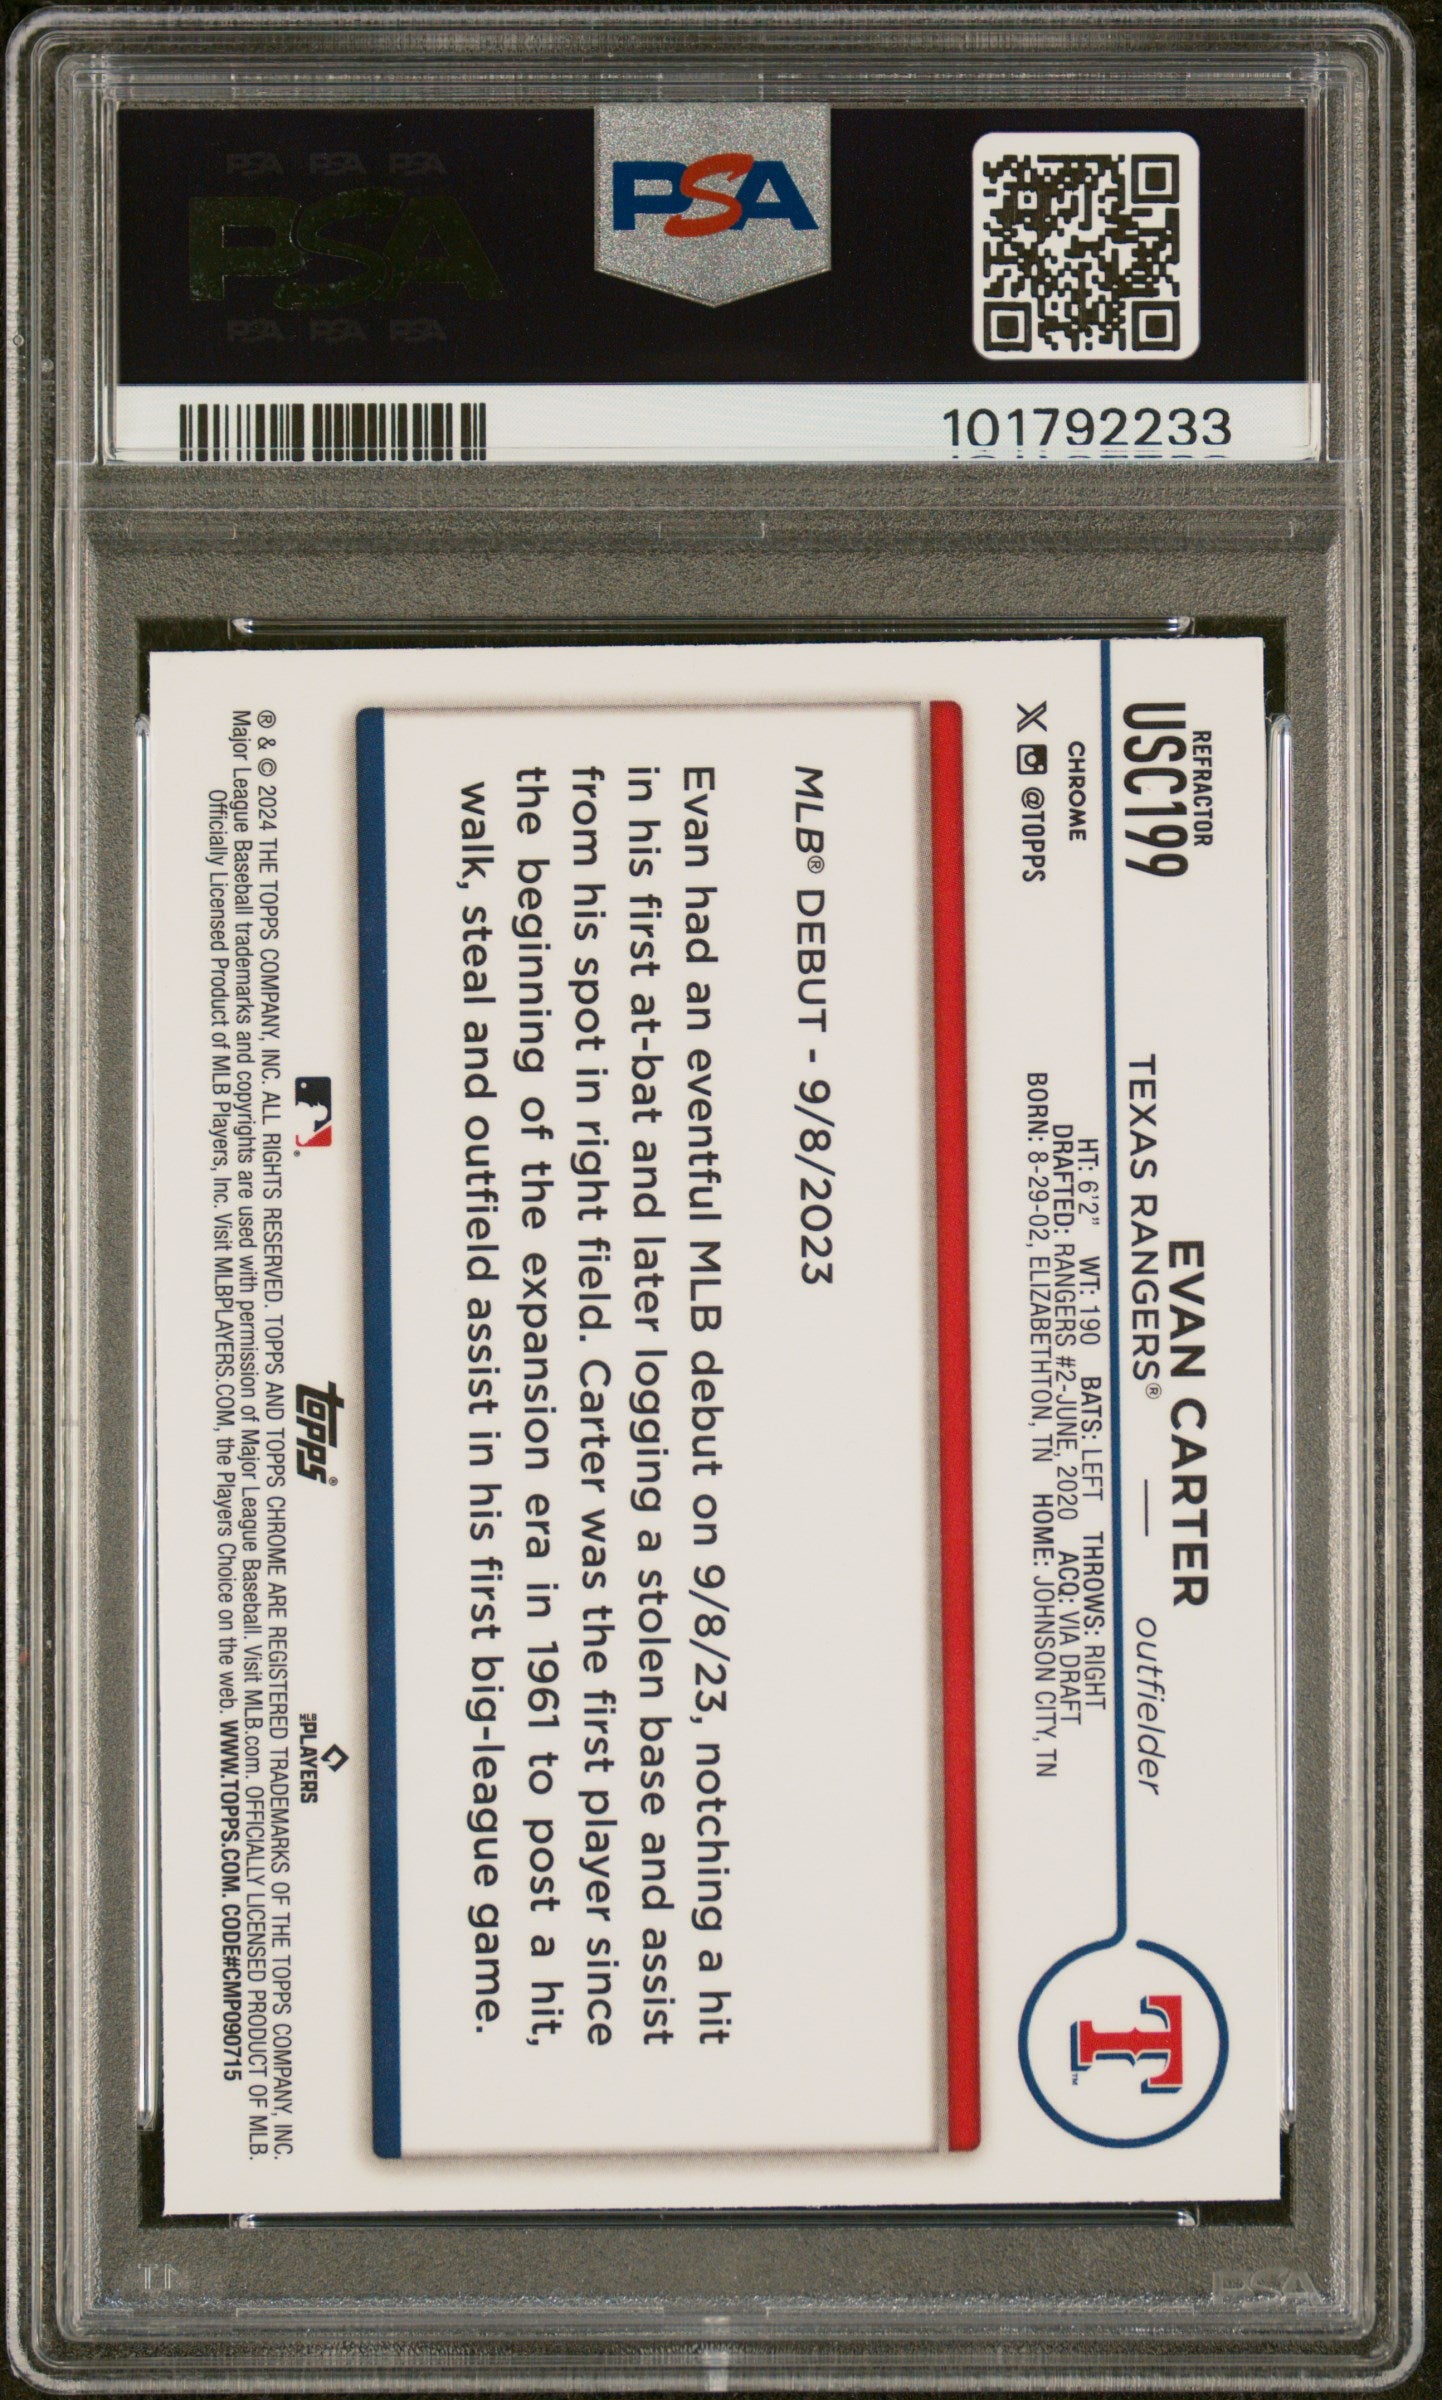 PSA PSA PSA
PSA
PSA PSA PSA
PSA
101792233
REFRACTOR
USC199
CHROME
@TOPPS
EVAN CARTER
TEXAS RANGERS® — outfielder
HT: 6'2" WT: 190 BATS: LEFT THROWS: RIGHT
DRAFTED: RANGERS #2-JUNE, 2020 ACQ: VIA DRAFT
BORN: 8-29-02, ELIZABETHTON, TN HOME: JOHNSON CITY, TN
T™
MLB® DEBUT - 9/8/2023
Evan had an eventful MLB debut on 9/8/23, notching a hit
in his first at-bat and later logging a stolen base and assist
from his spot in right field. Carter was the first player since
the beginning of the expansion era in 1961 to post a hit,
walk, steal and outfield assist in his first big-league game.
topps®
MLB PLAYERS
® & © 2024 THE TOPPS COMPANY, INC. ALL RIGHTS RESERVED. TOPPS AND TOPPS CHROME ARE REGISTERED TRADEMARKS OF THE TOPPS COMPANY, INC.
Major League Baseball trademarks and copyrights are used with permission of Major League Baseball. Visit MLB.com. OFFICIALLY LICENSED PRODUCT OF MLB.
Officially Licensed Product of MLB Players, Inc. Visit MLBPLAYERS.COM, the Players Choice on the web. WWW.TOPPS.COM. CODE#CMP090715
PSA